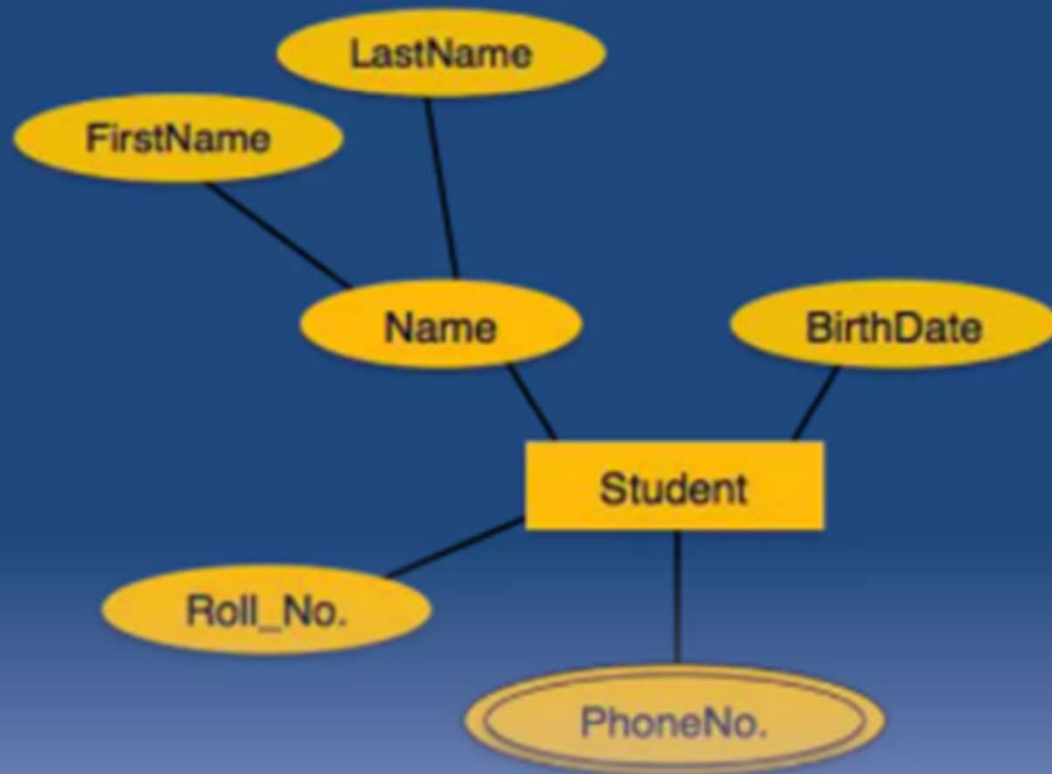 LastName
FirstName
Name
BirthDate
Student
Roll_No.
PhoneNo.